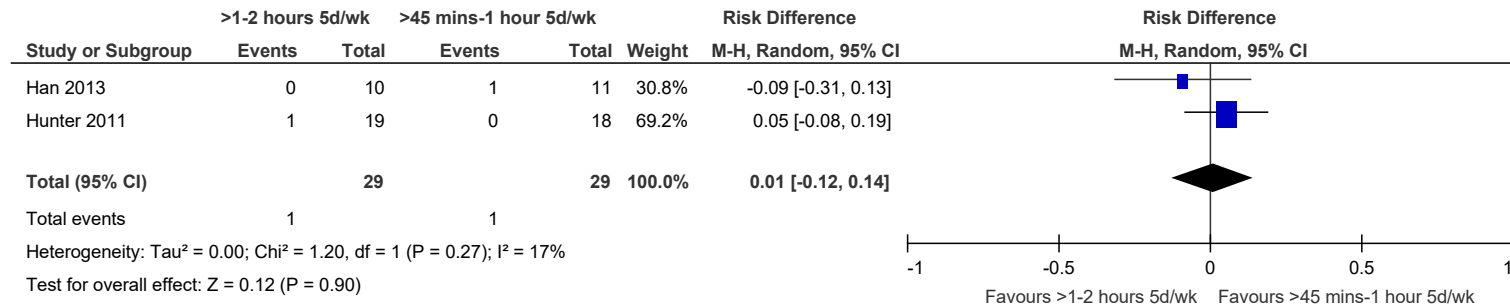 >1-2 hours 5d/wk >45 mins-1 hour 5d/wk Risk Difference Risk Difference
Study or Subgroup Events Total Events Total Weight M-H, Random, 95% CI M-H, Random, 95% CI
Han 2013 0 10 1 11 30.8% -0.09 [-0.31, 0.13]
Hunter 2011 1 19 0 18 69.2% 0.05 [-0.08, 0.19]
Total (95% CI) 29 29 100.0% 0.01 [-0.12, 0.14]
Total events 1 1
Heterogeneity: Tau² = 0.00; Chi² = 1.20, df = 1 (P = 0.27); I² = 17%
Test for overall effect: Z = 0.12 (P = 0.90)
-1 -0.5 0 0.5 1
Favours >1-2 hours 5d/wk Favours >45 mins-1 hour 5d/wk